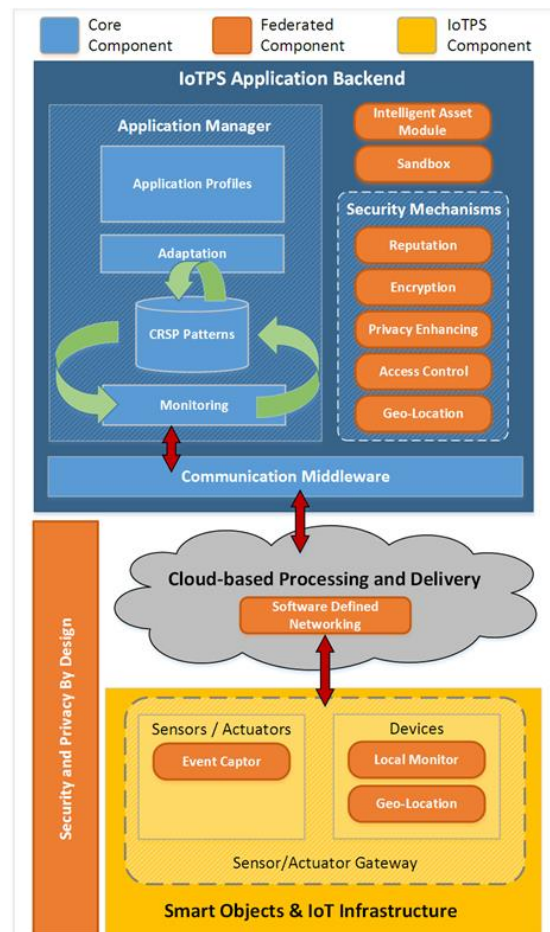 Core
Component
Federated
Component
IoTPS
Component
IoTPS Application Backend
Application Manager
Application Profiles
Adaptation
CRSP Patterns
Monitoring
Intelligent Asset
Module
Sandbox
Security Mechanisms
Reputation
Encryption
Privacy Enhancing
Access Control
Geo-Location
Communication Middleware
Cloud-based Processing and Delivery
Software Defined
Networking
Security and Privacy By Design
Sensors / Actuators
Event Captor
Devices
Local Monitor
Geo-Location
Sensor/Actuator Gateway
Smart Objects & IoT Infrastructure